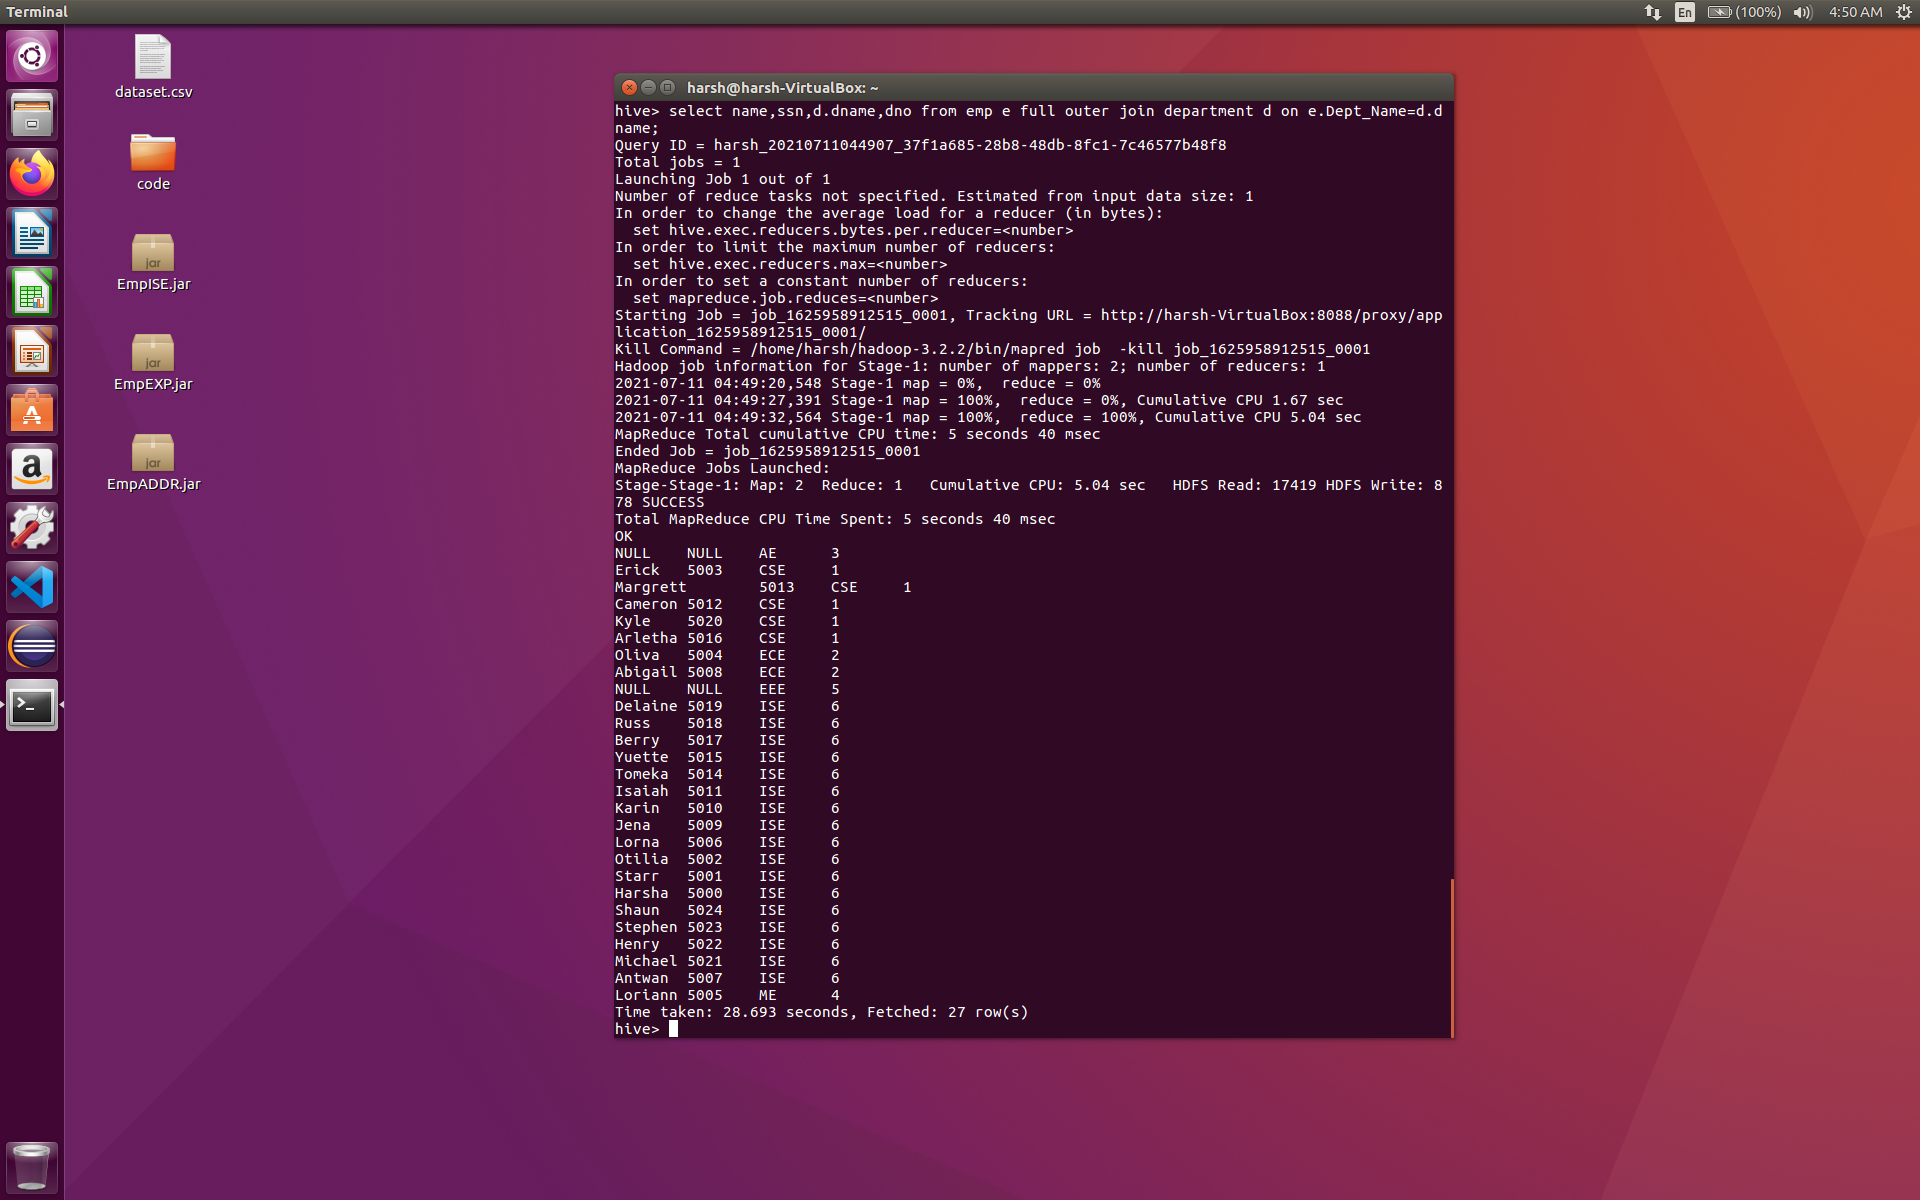 Terminal
En
(100%)
4:50 AM
dataset.csv
code
jar
EmpISE.jar
jar
EmpEXP.jar
jar
EmpADDR.jar
harsh@harsh-VirtualBox: ~
hive> select name,ssn,d.dname,dno from emp e full outer join department d on e.Dept_Name=d.d
name;
Query ID = harsh_20210711044907_37f1a685-28b8-48db-8fc1-7c46577b48f8
Total jobs = 1
Launching Job 1 out of 1
Number of reduce tasks not specified. Estimated from input data size: 1
In order to change the average load for a reducer (in bytes):
  set hive.exec.reducers.bytes.per.reducer=<number>
In order to limit the maximum number of reducers:
  set hive.exec.reducers.max=<number>
In order to set a constant number of reducers:
  set mapreduce.job.reduces=<number>
Starting Job = job_1625958912515_0001, Tracking URL = http://harsh-VirtualBox:8088/proxy/app
lication_1625958912515_0001/
Kill Command = /home/harsh/hadoop-3.2.2/bin/mapred job  -kill job_1625958912515_0001
Hadoop job information for Stage-1: number of mappers: 2; number of reducers: 1
2021-07-11 04:49:20,548 Stage-1 map = 0%,  reduce = 0%
2021-07-11 04:49:27,391 Stage-1 map = 100%,  reduce = 0%, Cumulative CPU 1.67 sec
2021-07-11 04:49:32,564 Stage-1 map = 100%,  reduce = 100%, Cumulative CPU 5.04 sec
MapReduce Total cumulative CPU time: 5 seconds 40 msec
Ended Job = job_1625958912515_0001
MapReduce Jobs Launched:
Stage-Stage-1: Map: 2  Reduce: 1   Cumulative CPU: 5.04 sec   HDFS Read: 17419 HDFS Write: 8
78 SUCCESS
Total MapReduce CPU Time Spent: 5 seconds 40 msec
OK
NULL    NULL    AE      3
Erick   5003    CSE     1
Margrett        5013    CSE     1
Cameron 5012    CSE     1
Kyle    5020    CSE     1
Arletha 5016    CSE     1
Oliva   5004    ECE     2
Abigail 5008    ECE     2
NULL    NULL    EEE     5
Delaine 5019    ISE     6
Russ    5018    ISE     6
Berry   5017    ISE     6
Yuette  5015    ISE     6
Tomeka  5014    ISE     6
Isaiah  5011    ISE     6
Karin   5010    ISE     6
Jena    5009    ISE     6
Lorna   5006    ISE     6
Otilia  5002    ISE     6
Starr   5001    ISE     6
Harsha  5000    ISE     6
Shaun   5024    ISE     6
Stephen 5023    ISE     6
Henry   5022    ISE     6
Michael 5021    ISE     6
Antwan  5007    ISE     6
Loriann 5005    ME      4
Time taken: 28.693 seconds, Fetched: 27 row(s)
hive>